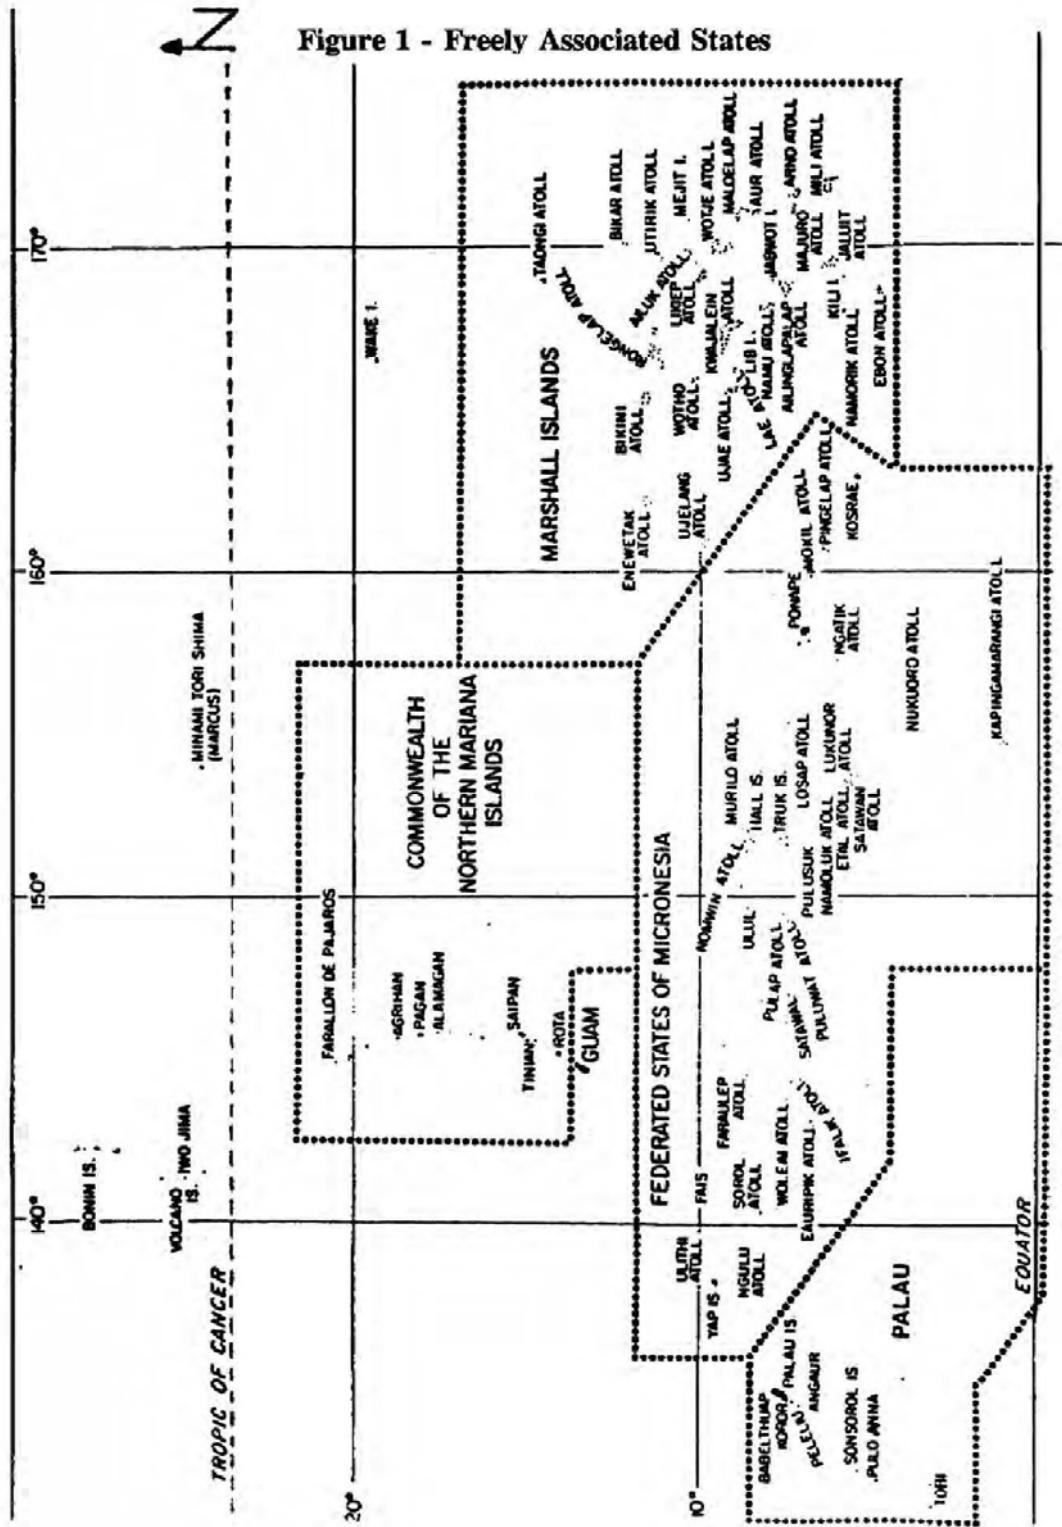 Figure 1 - Freely Associated States
N
170°
160°
150°
140°
BONIN IS.
VOLCANO
IS.
IWO JIMA
MINAMI TORI SHIMA
(MARCUS)
TROPIC OF CANCER
20°
10°
WAKE I.
FARALLON DE PAJAROS
COMMONWEALTH
OF THE
NORTHERN MARIANA
ISLANDS
AGRIHAN
PAGAN
ALAMAGAN
SAIPAN
TINIAN
ROTA
GUAM
MARSHALL ISLANDS
TAONGI ATOLL
BIKAR ATOLL
UTIRIK ATOLL
MEJIT I.
RONGELAP ATOLL
AILUK ATOLL
BIKINI
ATOLL
ENEWETAK
ATOLL
LIKIEP
ATOLL
WOTJE ATOLL
MALOELAP ATOLL
WOTHO
ATOLL
UJELANG
ATOLL
KWAJALEIN
ATOLL
UJAE ATOLL
LAE ATOLL
LIB I.
AUR ATOLL
NAMU ATOLL
JABWOT I.
AILINGLAPALAP
ATOLL
MAJURO
ATOLL
ARNO ATOLL
MILI ATOLL
JALUIT
ATOLL
KILI I.
NAMORIK ATOLL
EBON ATOLL
FEDERATED STATES OF MICRONESIA
ULITHI
ATOLL
FAIS
YAP IS
NGULU
ATOLL
SOROL
ATOLL
FARAULEP
ATOLL
WOLEAI ATOLL
EAURIPIK ATOLL
IFALIK ATOLL
NOMWIN ATOLL
MURILO ATOLL
HALL IS.
TRUK IS.
ULUL
PULAP ATOLL
SATAWAL
PULUWAT ATOLL
PULUSUK
NAMOLUK ATOLL
LOSAP ATOLL
ETAL ATOLL
LUKUNOR
ATOLL
SATAWAN
ATOLL
PONAPE
MOKIL ATOLL
PINGELAP ATOLL
KOSRAE
NGATIK
ATOLL
NUKUORO ATOLL
KAPINGAMARANGI ATOLL
PALAU
BABELTHUAP
KOROR
PALAU IS.
PELELIU
ANGAUR
SONSOROL IS
PULO ANNA
TOBI
EQUATOR